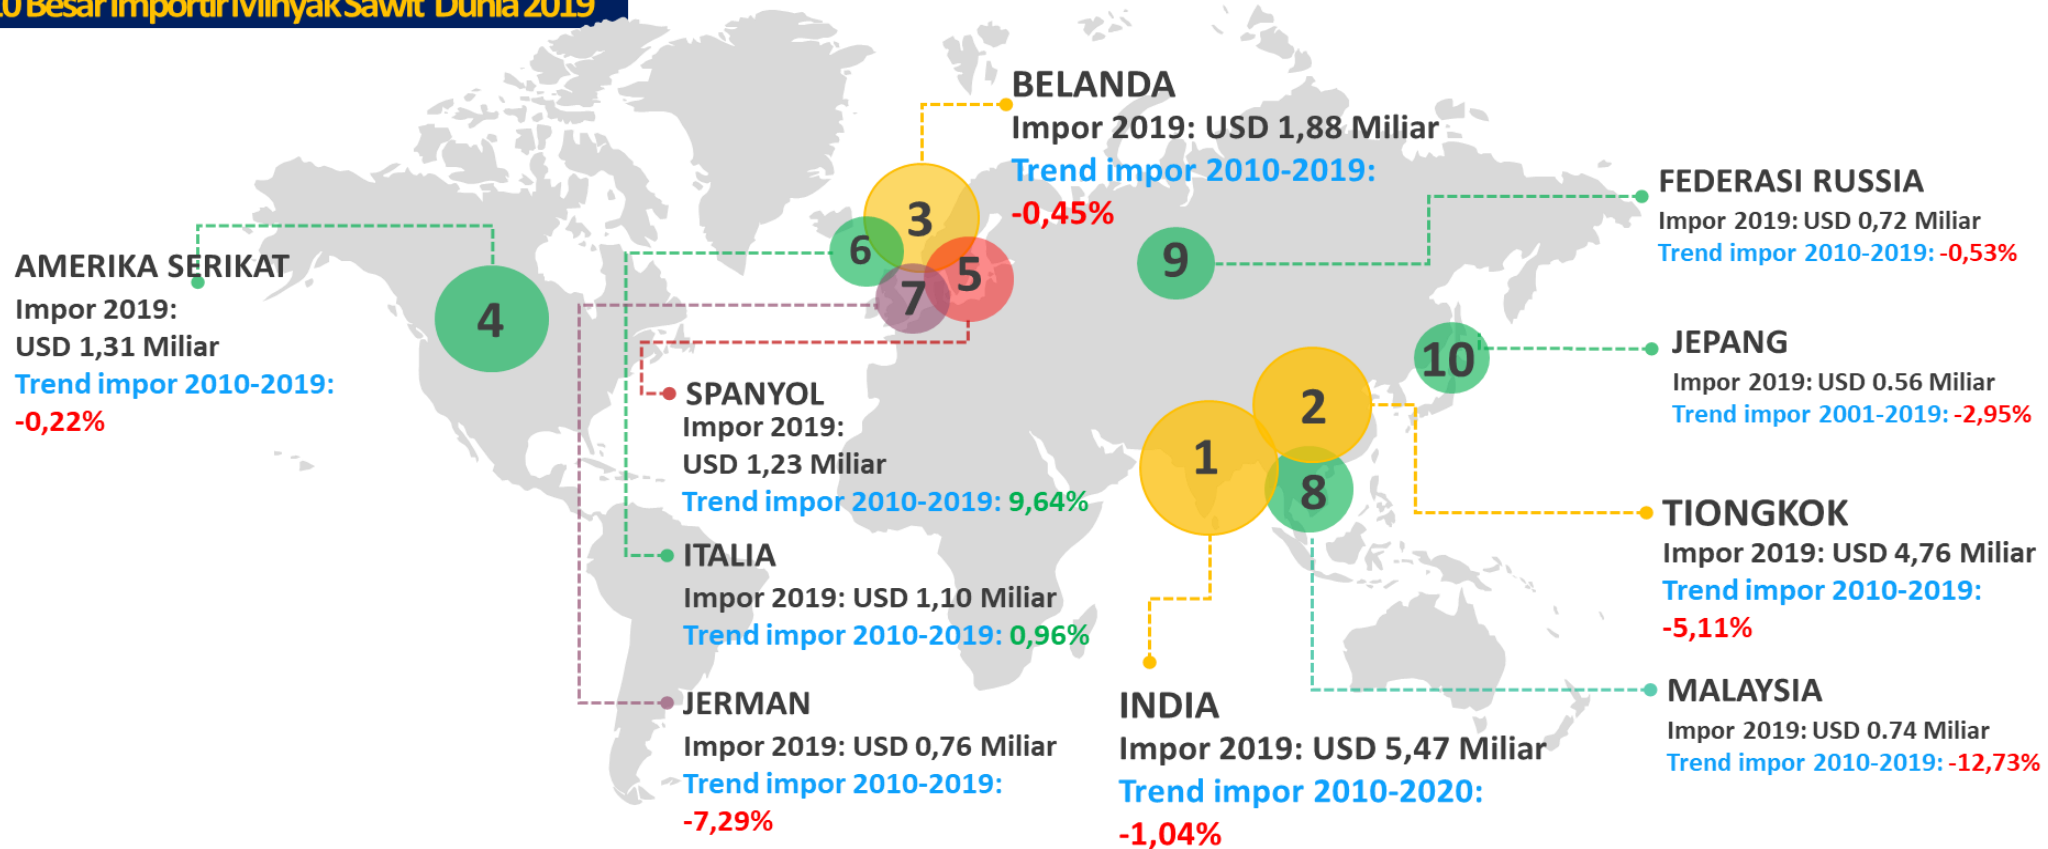 10 Besar Importir Minyak Sawit Dunia 2019
BELANDA
Impor 2019: USD 1,88 Miliar
Trend impor 2010-2019:
-0,45%
FEDERASI RUSSIA
Impor 2019: USD 0,72 Miliar
Trend impor 2010-2019: -0,53%
3
6
5
7
9
AMERIKA SERIKAT
Impor 2019:
USD 1,31 Miliar
Trend impor 2010-2019:
-0,22%
4
10
JEPANG
Impor 2019: USD 0.56 Miliar
Trend impor 2001-2019: -2,95%
SPANYOL
Impor 2019:
USD 1,23 Miliar
Trend impor 2010-2019: 9,64%
2
1
8
TIONGKOK
Impor 2019: USD 4,76 Miliar
Trend impor 2010-2019:
-5,11%
ITALIA
Impor 2019: USD 1,10 Miliar
Trend impor 2010-2019: 0,96%
MALAYSIA
Impor 2019: USD 0.74 Miliar
Trend impor 2010-2019: -12,73%
JERMAN
Impor 2019: USD 0,76 Miliar
Trend impor 2010-2019:
-7,29%
INDIA
Impor 2019: USD 5,47 Miliar
Trend impor 2010-2020:
-1,04%